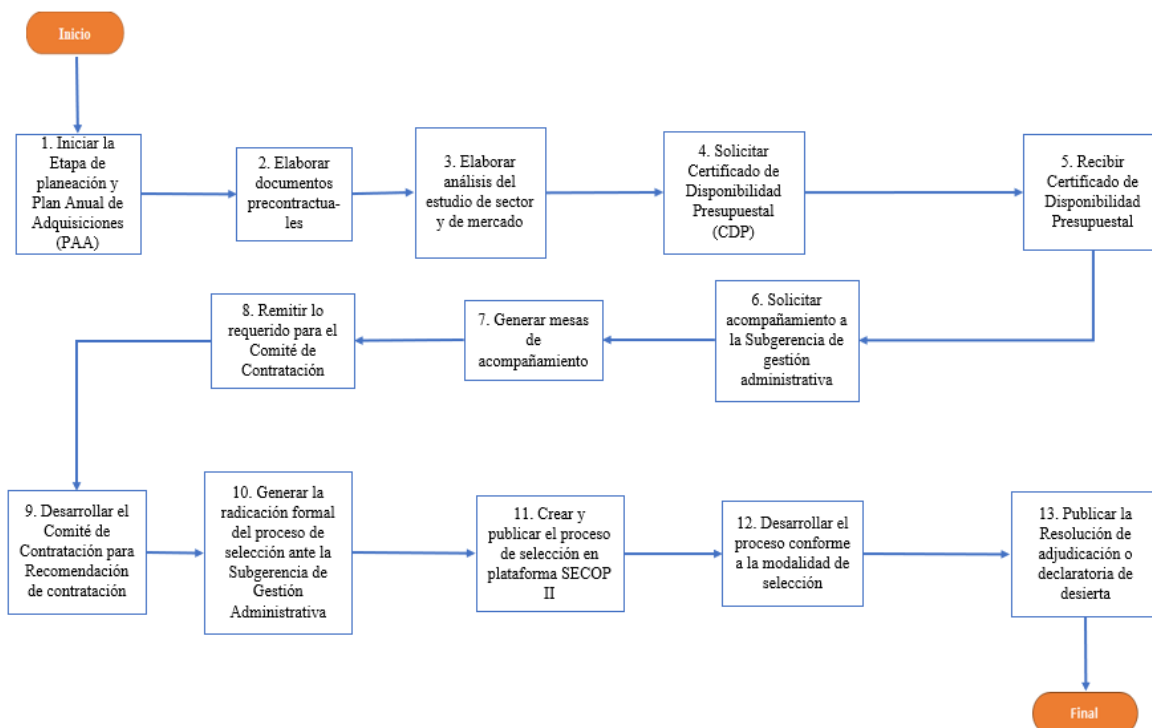 Inicio
1. Iniciar la
Etapa de
planeación y
Plan Anual de
Adquisiciones
(PAA)
2. Elaborar
documentos
precontractua-
les
3. Elaborar
análisis del
estudio de sector
y de mercado
4. Solicitar
Certificado de
Disponibilidad
Presupuestal
(CDP)
5. Recibir
Certificado de
Disponibilidad
Presupuestal
6. Solicitar
acompañamiento a
la Subgerencia de
gestión
administrativa
7. Generar mesas
de
acompañamiento
8. Remitir lo
requerido para el
Comité de
Contratación
9. Desarrollar el
Comité de
Contratación para
Recomendación
de contratación
10. Generar la
radicación formal
del proceso de
selección ante la
Subgerencia de
Gestión
Administrativa
11. Crear y
publicar el proceso
de selección en
plataforma SECOP
II
12. Desarrollar el
proceso conforme
a la modalidad de
selección
13. Publicar la
Resolución de
adjudicación o
declaratoria de
desierta
Final